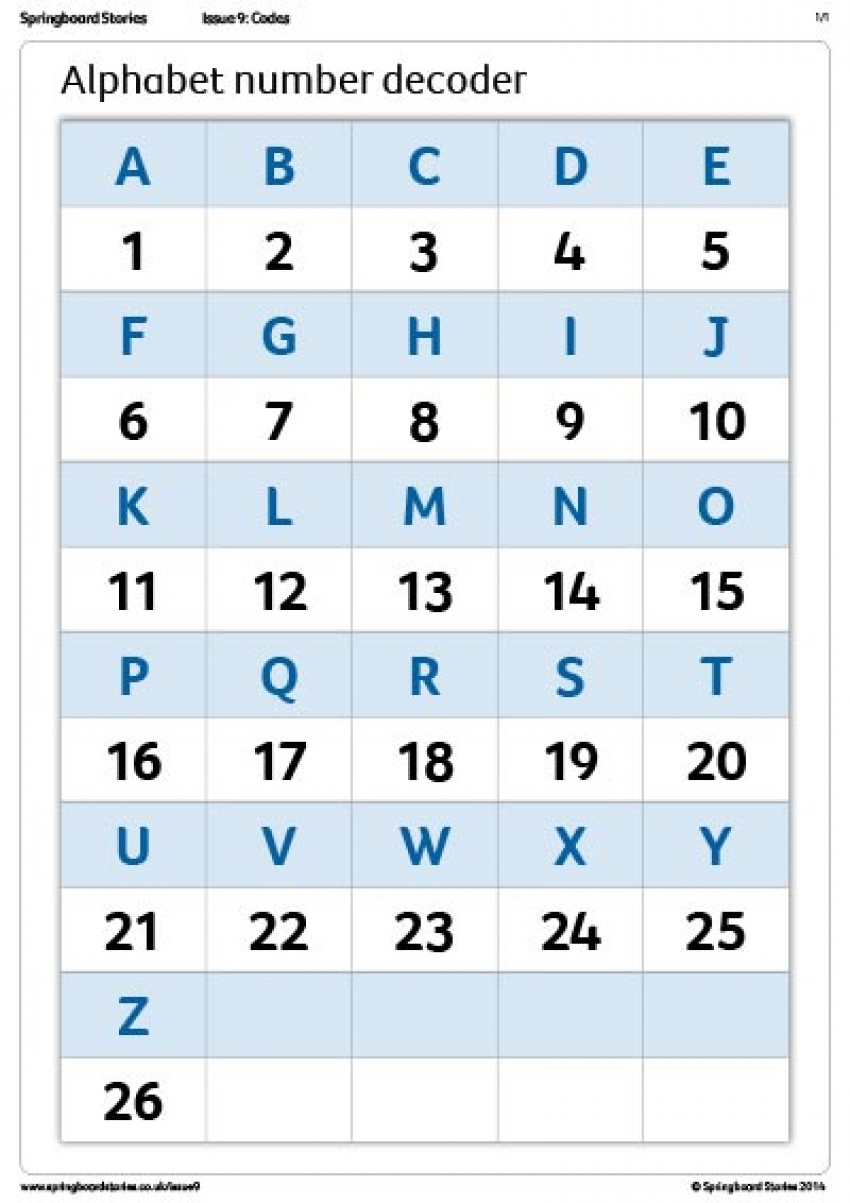 Springboard Stories Issue 9: Codes 1/1
Alphabet number decoder
A B C D E
1 2 3 4 5
F G H I J
6 7 8 9 10
K L M N O
11 12 13 14 15
P Q R S T
16 17 18 19 20
U V W X Y
21 22 23 24 25
Z
26
www.springboardstories.co.uk/issue9 © Springboard Stories 2014